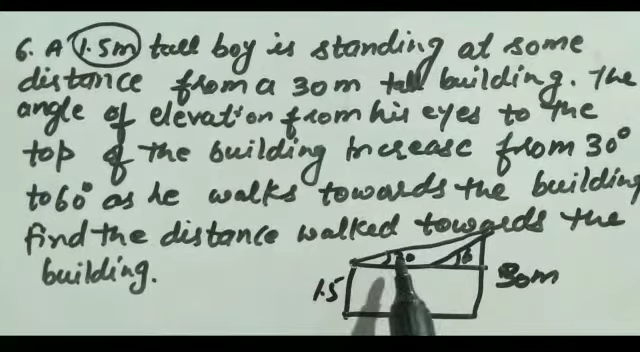 6. A 1.5m tall boy is standing at some
distance from a 30m tall building. The
angle of elevation from his eyes to the
top of the building increase from 30°
to 60° as he walks towards the building
find the distance walked towards the
building.
1.5
30m